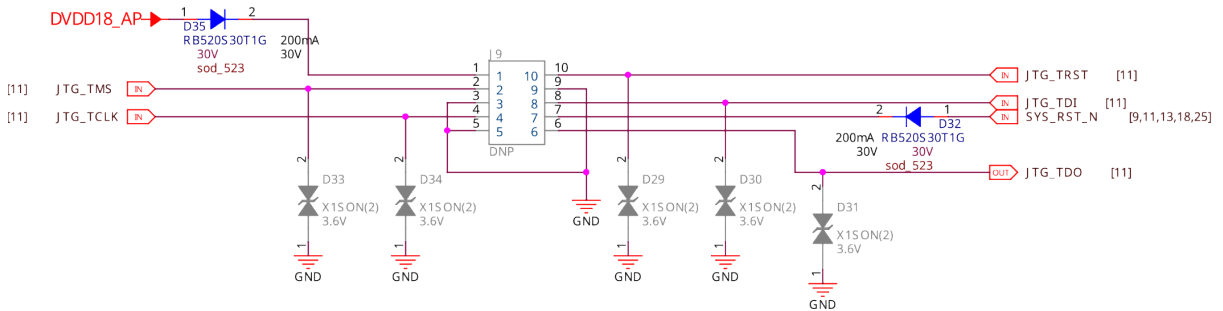 DVDD18_AP
1
2
D35
RB520S30T1G
200mA
30V
30V
sod_523
J9
1
1
10
10
IN
JTG_TRST
[11]
[11]
JTG_TMS
IN
2
2
9
9
3
3
8
8
IN
JTG_TDI
[11]
[11]
JTG_TCLK
IN
4
4
7
7
2
1
IN
SYS_RST_N
[9,11,13,18,25]
D32
5
5
6
6
200mA
RB520S30T1G
30V
30V
sod_523
DNP
OUT
JTG_TDO
[11]
2
D33
X1SON(2)
3.6V
1
GND
2
D34
X1SON(2)
3.6V
1
GND
GND
2
D29
X1SON(2)
3.6V
1
GND
2
D30
X1SON(2)
3.6V
1
GND
2
D31
X1SON(2)
3.6V
1
GND